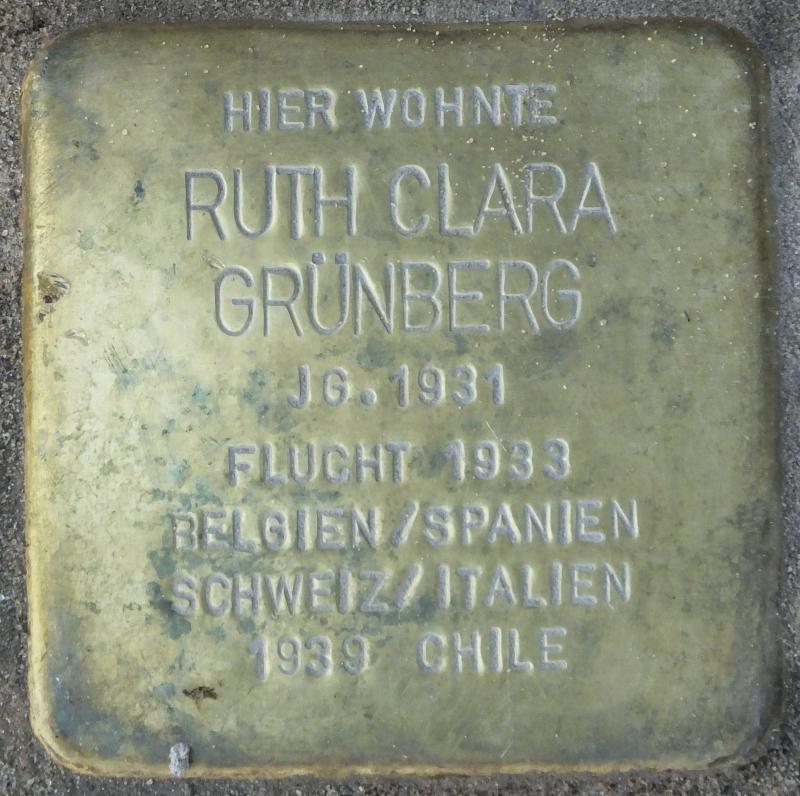 HIER WOHNTE
RUTH CLARA
GRÜNBERG
JG. 1931
FLUCHT 1933
BELGIEN/SPANIEN
SCHWEIZ/ITALIEN
1939 CHILE